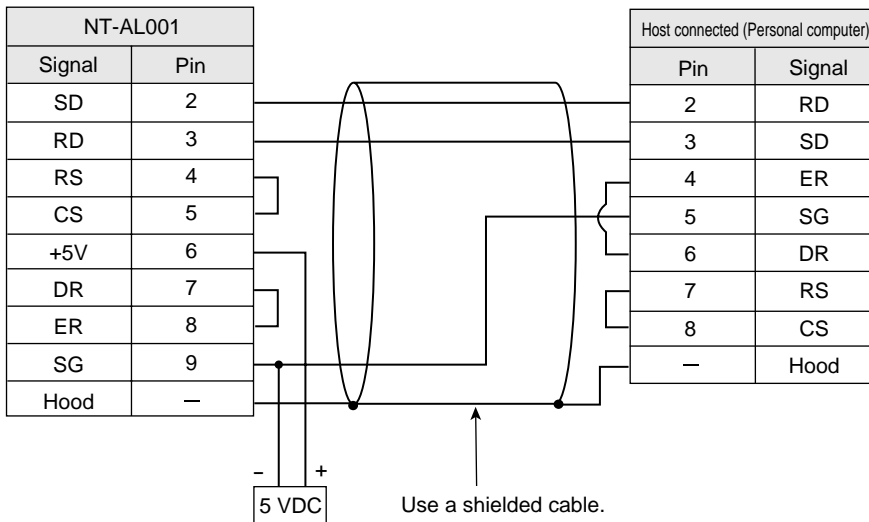 NT-AL001
Signal Pin
SD 2
RD 3
RS 4
CS 5
+5V 6
DR 7
ER 8
SG 9
Hood —
Host connected (Personal computer)
Pin Signal
2 RD
3 SD
4 ER
5 SG
6 DR
7 RS
8 CS
— Hood
– +
5 VDC
Use a shielded cable.